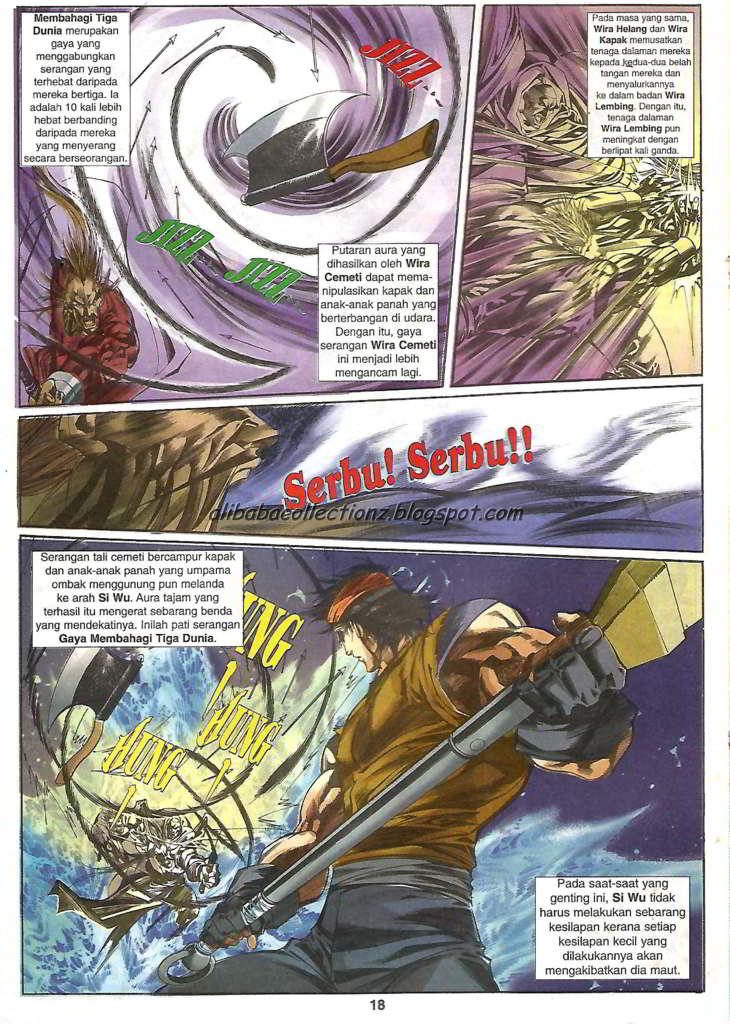 Membahagi Tiga
Dunia merupakan
gaya yang
menggabungkan
serangan yang
terhebat daripada
mereka bertiga. Ia
adalah 10 kali lebih
hebat berbanding
daripada mereka
yang menyerang
secara berseorangan.
JIZZ...
Pada masa yang sama,
Wira Helang dan Wira
Kapak memusatkan
tenaga dalaman mereka
kepada kedua-dua belah
tangan mereka dan
menyalurkannya
ke dalam badan Wira
Lembing. Dengan itu,
tenaga dalaman
Wira Lembing pun
meningkat dengan
berlipat kali ganda.
JIZZ
JIZZ...
Putaran aura yang
dihasilkan oleh Wira
Cemeti dapat mema-
nipulasikan kapak dan
anak-anak panah yang
berterbangan di udara.
Dengan itu, gaya
serangan Wira Cemeti
ini menjadi lebih
mengancam lagi.
Serbu! Serbu!!
alibabacollectionz.blogspot.com
Serangan tali cemeti bercampur kapak
dan anak-anak panah yang umpama
ombak menggunung pun melanda
ke arah Si Wu. Aura tajam yang
terhasil itu mengerat sebarang benda
yang mendekatinya. Inilah pati serangan
Gaya Membahagi Tiga Dunia.
HUNG
HUNG
HUNG
Pada saat-saat yang
genting ini, Si Wu tidak
harus melakukan sebarang
kesilapan kerana setiap
kesilapan kecil yang
dilakukannya akan
mengakibatkan dia maut.
18